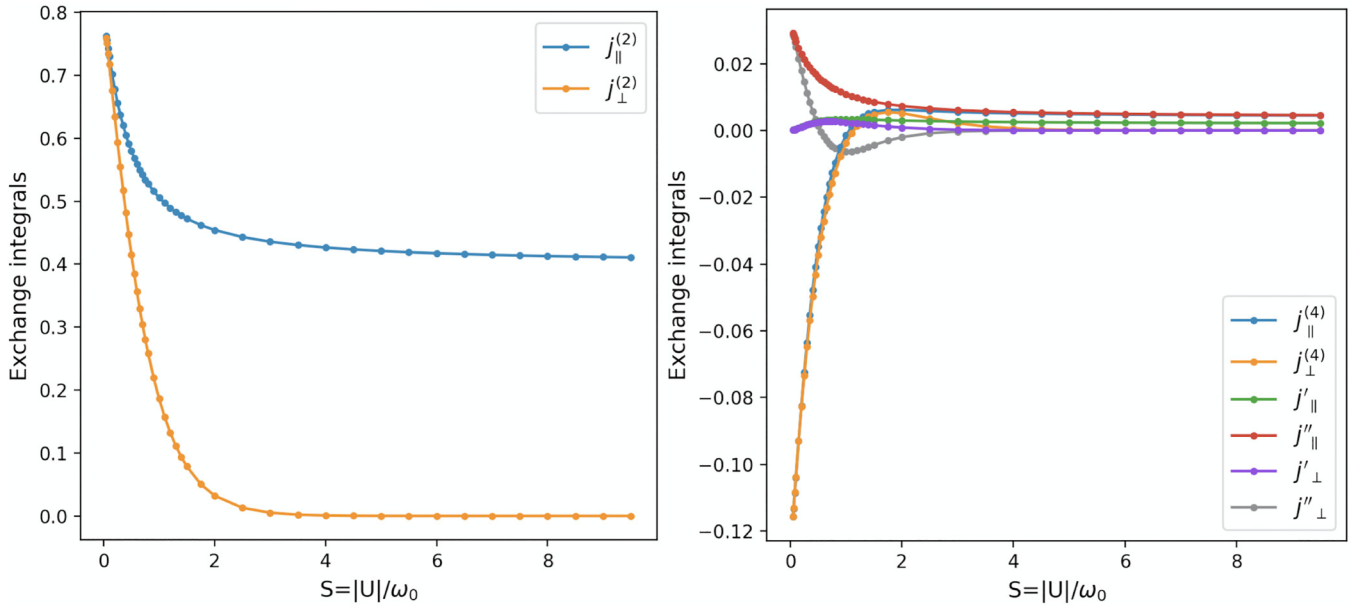 0.8
0.7
0.6
0.5
0.4
0.3
0.2
0.1
0.0
Exchange integrals
0 2 4 6 8
S=|U|/ω₀
j∥⁽²⁾
j⊥⁽²⁾
0.02
0.00
−0.02
−0.04
−0.06
−0.08
−0.10
−0.12
Exchange integrals
0 2 4 6 8
S=|U|/ω₀
j∥⁽⁴⁾
j⊥⁽⁴⁾
j′∥
j″∥
j′⊥
j″⊥